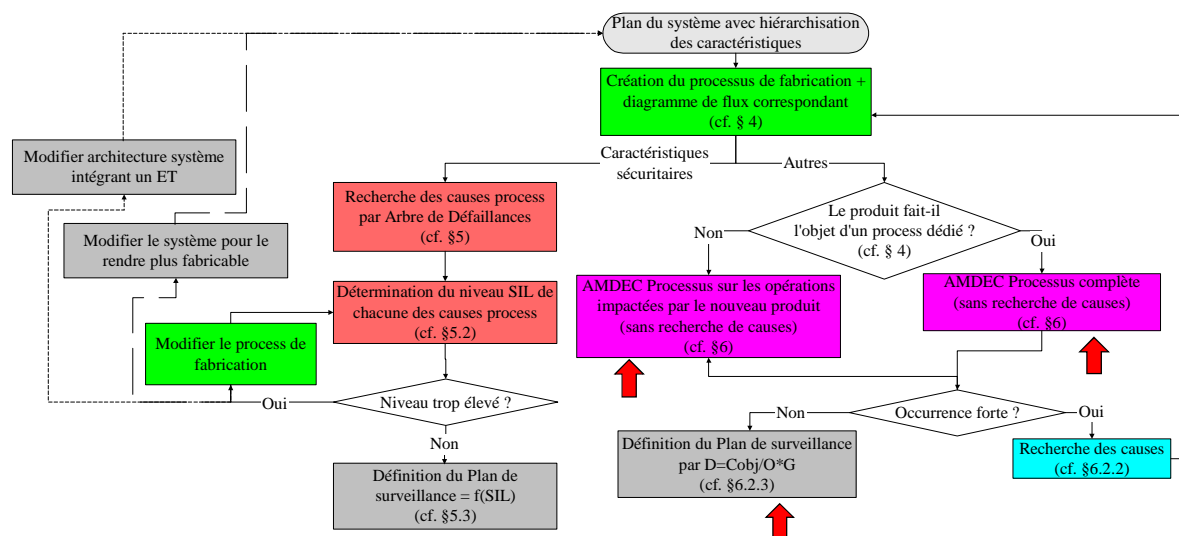 Plan du système avec hiérarchisation
des caractéristiques
Création du processus de fabrication +
diagramme de flux correspondant
(cf. § 4)
Caractéristiques
sécuritaires
Autres
Modifier architecture système
intégrant un ET
Modifier le système pour le
rendre plus fabricable
Recherche des causes process
par Arbre de Défaillances
(cf. §5)
Détermination du niveau SIL de
chacune des causes process
(cf. §5.2)
Modifier le process de
fabrication
Niveau trop élevé ?
Oui
Non
Définition du Plan de
surveillance = f(SIL)
(cf. §5.3)
Le produit fait-il
l'objet d'un process dédié ?
(cf. § 4)
Non
Oui
AMDEC Processus sur les opérations
impactées par le nouveau produit
(sans recherche de causes)
(cf. §6)
AMDEC Processus complète
(sans recherche de causes)
(cf. §6)
Occurrence forte ?
Non
Oui
Définition du Plan de surveillance
par D=Cobj/O*G
(cf. §6.2.3)
Recherche des causes
(cf. §6.2.2)